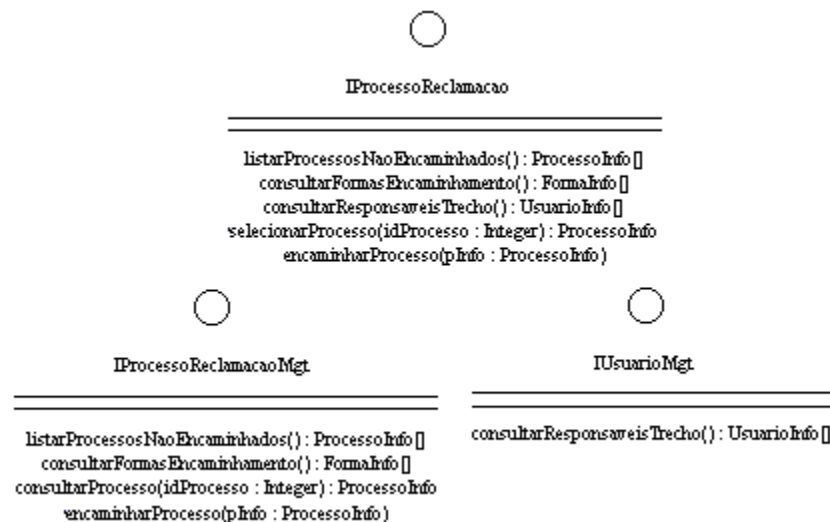 IProcessoReclamacao
listarProcessosNaoEncaminhados() : ProcessoInfo[]
consultarFormasEncaminhamento() : FormaInfo[]
consultarResponsaveisTrecho() : UsuarioInfo[]
selecionarProcesso(idProcesso : Integer) : ProcessoInfo
encaminharProcesso(pInfo : ProcessoInfo)
IProcessoReclamacaoMgt
listarProcessosNaoEncaminhados() : ProcessoInfo[]
consultarFormasEncaminhamento() : FormaInfo[]
consultarProcesso(idProcesso : Integer) : ProcessoInfo
encaminharProcesso(pInfo : ProcessoInfo)
IUsuarioMgt
consultarResponsaveisTrecho() : UsuarioInfo[]